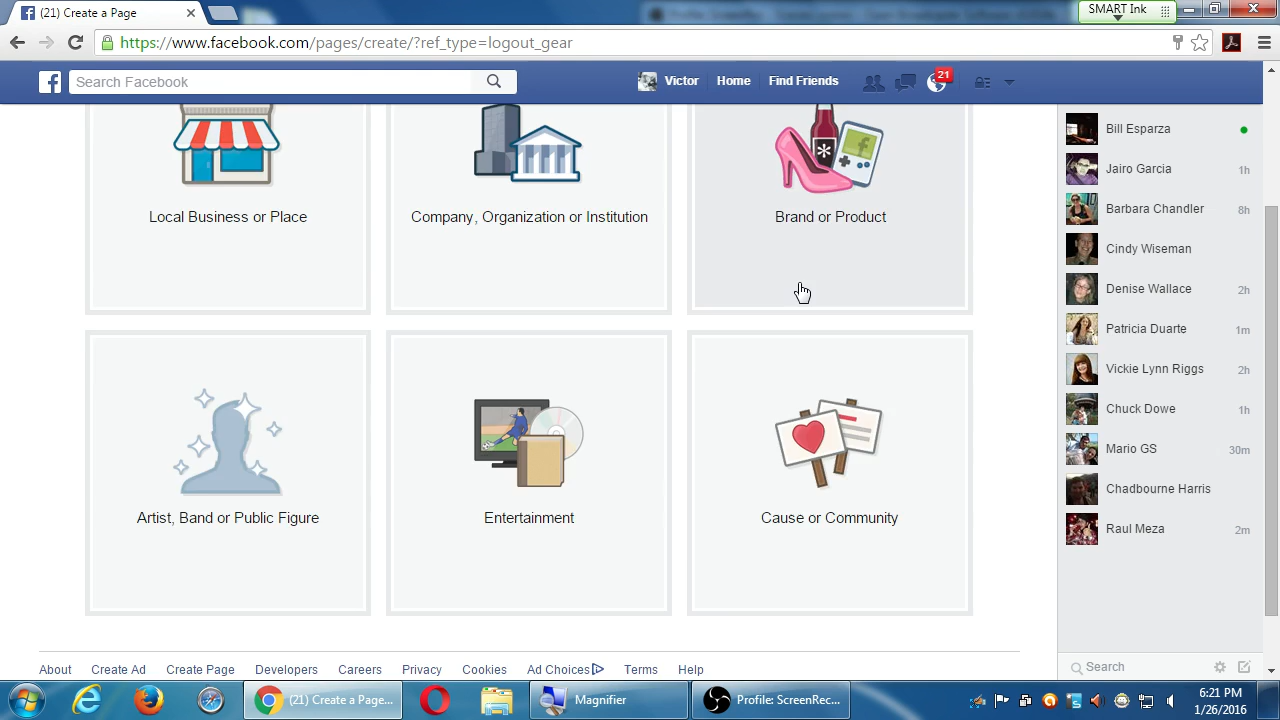 (21) Create a Page
SMART Ink
https://www.facebook.com/pages/create/?ref_type=logout_gear
Search Facebook
Victor
Home
Find Friends
21
Local Business or Place
Company, Organization or Institution
Brand or Product
Artist, Band or Public Figure
Entertainment
Cause or Community
Bill Esparza
Jairo Garcia 1h
Barbara Chandler 8h
Cindy Wiseman
Denise Wallace 2h
Patricia Duarte 1m
Vickie Lynn Riggs 2h
Chuck Dowe 1h
Mario GS 30m
Chadbourne Harris
Raul Meza 2m
Search
About Create Ad Create Page Developers Careers Privacy Cookies Ad Choices Terms Help
(21) Create a Page...
Magnifier
Profile: ScreenRec...
6:21 PM
1/26/2016